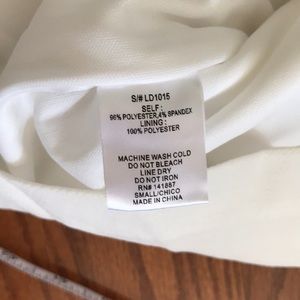 S/# LD1015
SELF :
96% POLYESTER,4% SPANDEX
LINING :
100% POLYESTER
MACHINE WASH COLD
DO NOT BLEACH
LINE DRY
DO NOT IRON
RN# 141887
SMALL/CHICO
MADE IN CHINA